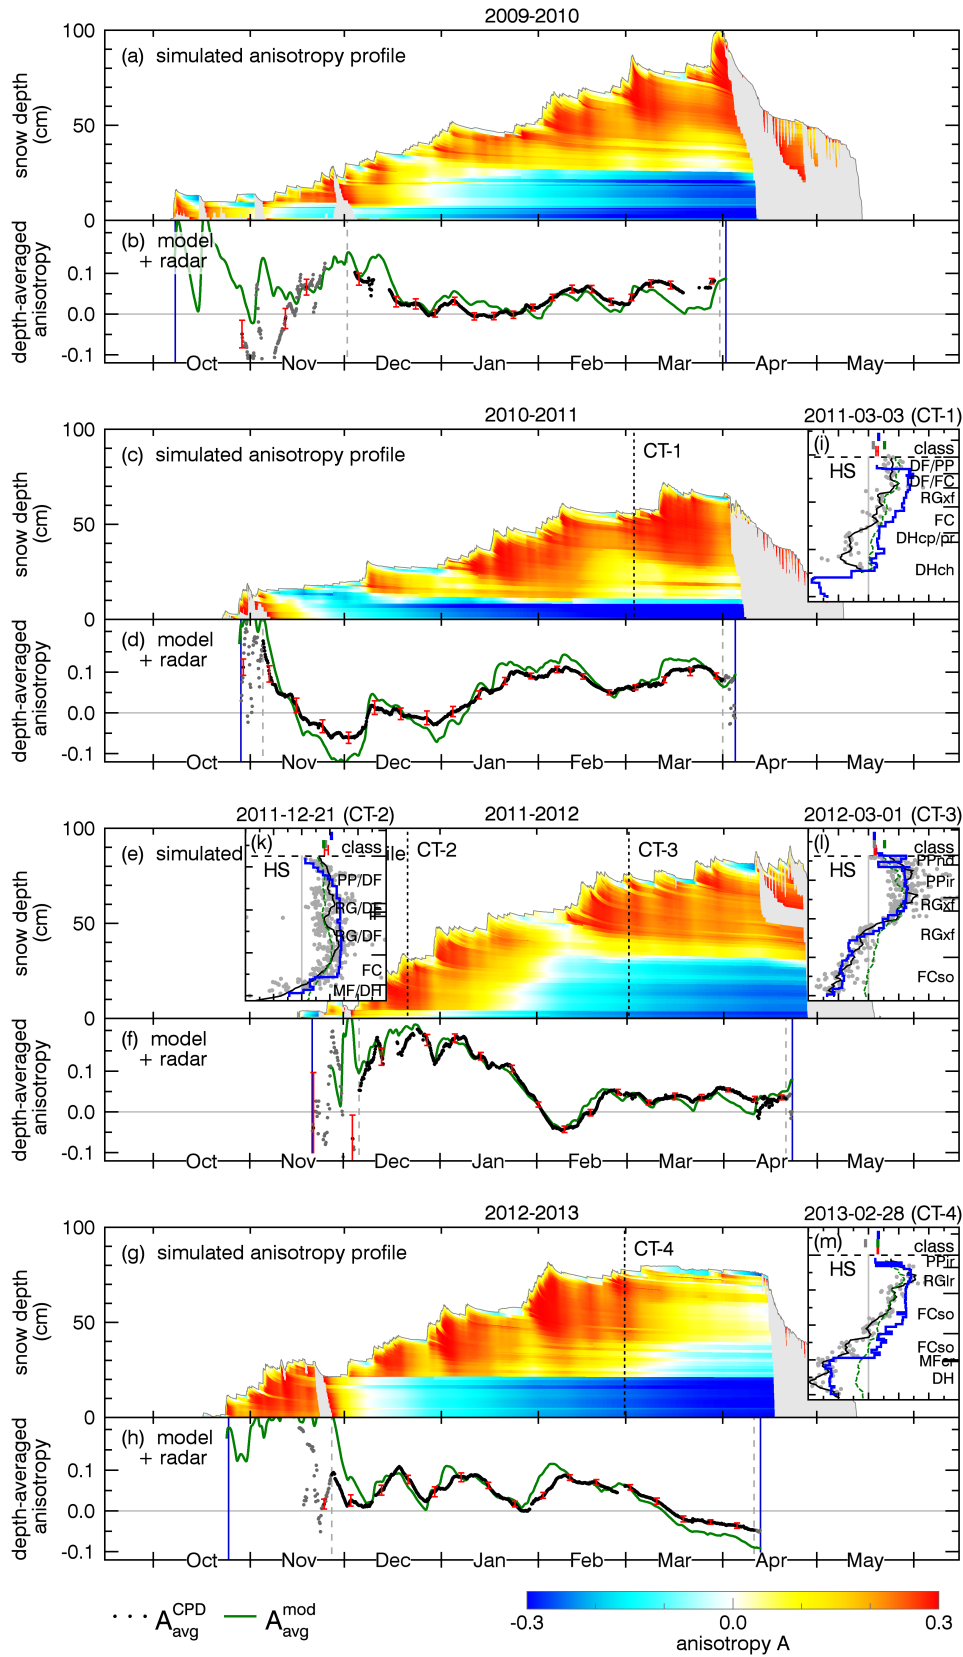 2009-2010
100
(a) simulated anisotropy profile
snow depth
(cm)
50
0
(b) model
+ radar
depth-averaged
anisotropy
0.1
0.0
-0.1
Oct Nov Dec Jan Feb Mar Apr May
2010-2011
2011-03-03 (CT-1)
100
(c) simulated anisotropy profile
CT-1
snow depth
(cm)
50
0
(i)
class
HS
DF/PP
DF/FC
RGxf
FC
DHcp/pr
DHch
(d) model
+ radar
depth-averaged
anisotropy
0.1
0.0
-0.1
Oct Nov Dec Jan Feb Mar Apr May
2011-12-21 (CT-2)
2011-2012
2012-03-01 (CT-3)
100
(e) simulated
ile
CT-2
CT-3
snow depth
(cm)
50
0
(k)
class
HS
PP/DF
RG/DF
RG/DF
FC
MF/DH
(l)
class
HS
PPnd
PPir
RGxf
RGxf
FCso
(f) model
+ radar
depth-averaged
anisotropy
0.1
0.0
-0.1
Oct Nov Dec Jan Feb Mar Apr May
2012-2013
2013-02-28 (CT-4)
100
(g) simulated anisotropy profile
CT-4
snow depth
(cm)
50
0
(m)
class
HS
PPir
RGlr
FCso
FCso
DH
(h) model
+ radar
depth-averaged
anisotropy
0.1
0.0
-0.1
Oct Nov Dec Jan Feb Mar Apr May
A CPD avg
A mod avg
-0.3 0.0 0.3
anisotropy A